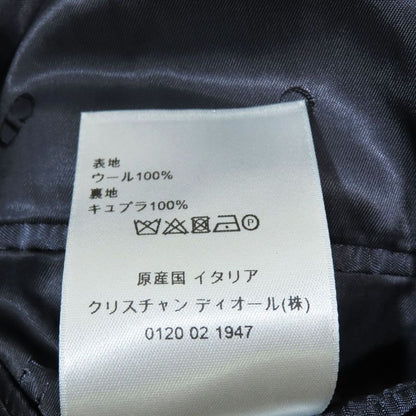 表地
ウール100%
裏地
キュプラ100%
P
原産国 イタリア
クリスチャン ディオール(株)
0120 02 1947
CD